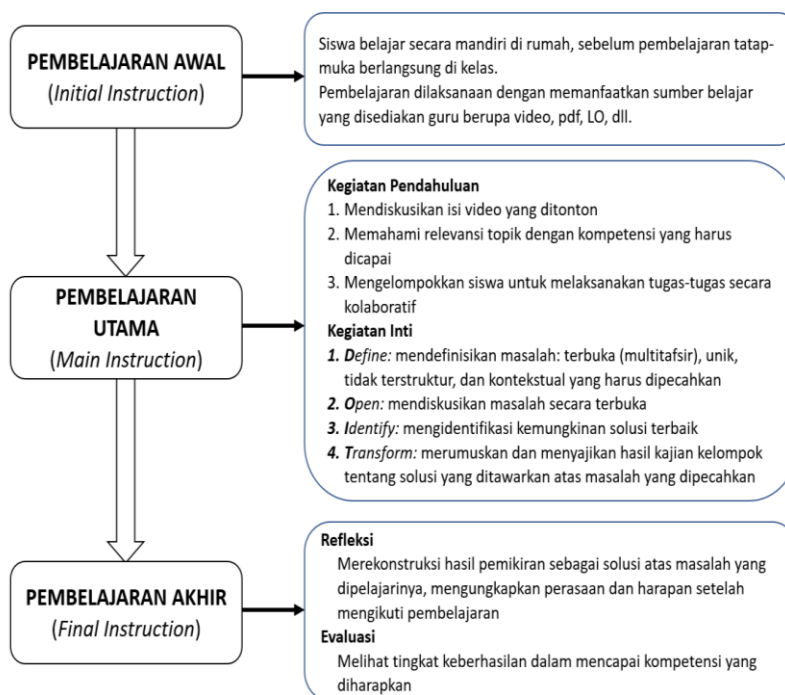 PEMBELAJARAN AWAL
(Initial Instruction)
Siswa belajar secara mandiri di rumah, sebelum pembelajaran tatap-
muka berlangsung di kelas.
Pembelajaran dilaksanaan dengan memanfaatkan sumber belajar
yang disediakan guru berupa video, pdf, LO, dll.
PEMBELAJARAN
UTAMA
(Main Instruction)
Kegiatan Pendahuluan
1. Mendiskusikan isi video yang ditonton
2. Memahami relevansi topik dengan kompetensi yang harus
dicapai
3. Mengelompokkan siswa untuk melaksanakan tugas-tugas secara
kolaboratif
Kegiatan Inti
1. Define: mendefinisikan masalah: terbuka (multitafsir), unik,
tidak terstruktur, dan kontekstual yang harus dipecahkan
2. Open: mendiskusikan masalah secara terbuka
3. Identify: mengidentifikasi kemungkinan solusi terbaik
4. Transform: merumuskan dan menyajikan hasil kajian kelompok
tentang solusi yang ditawarkan atas masalah yang dipecahkan
PEMBELAJARAN AKHIR
(Final Instruction)
Refleksi
Merekonstruksi hasil pemikiran sebagai solusi atas masalah yang
dipelajarinya, mengungkapkan perasaan dan harapan setelah
mengikuti pembelajaran
Evaluasi
Melihat tingkat keberhasilan dalam mencapai kompetensi yang
diharapkan